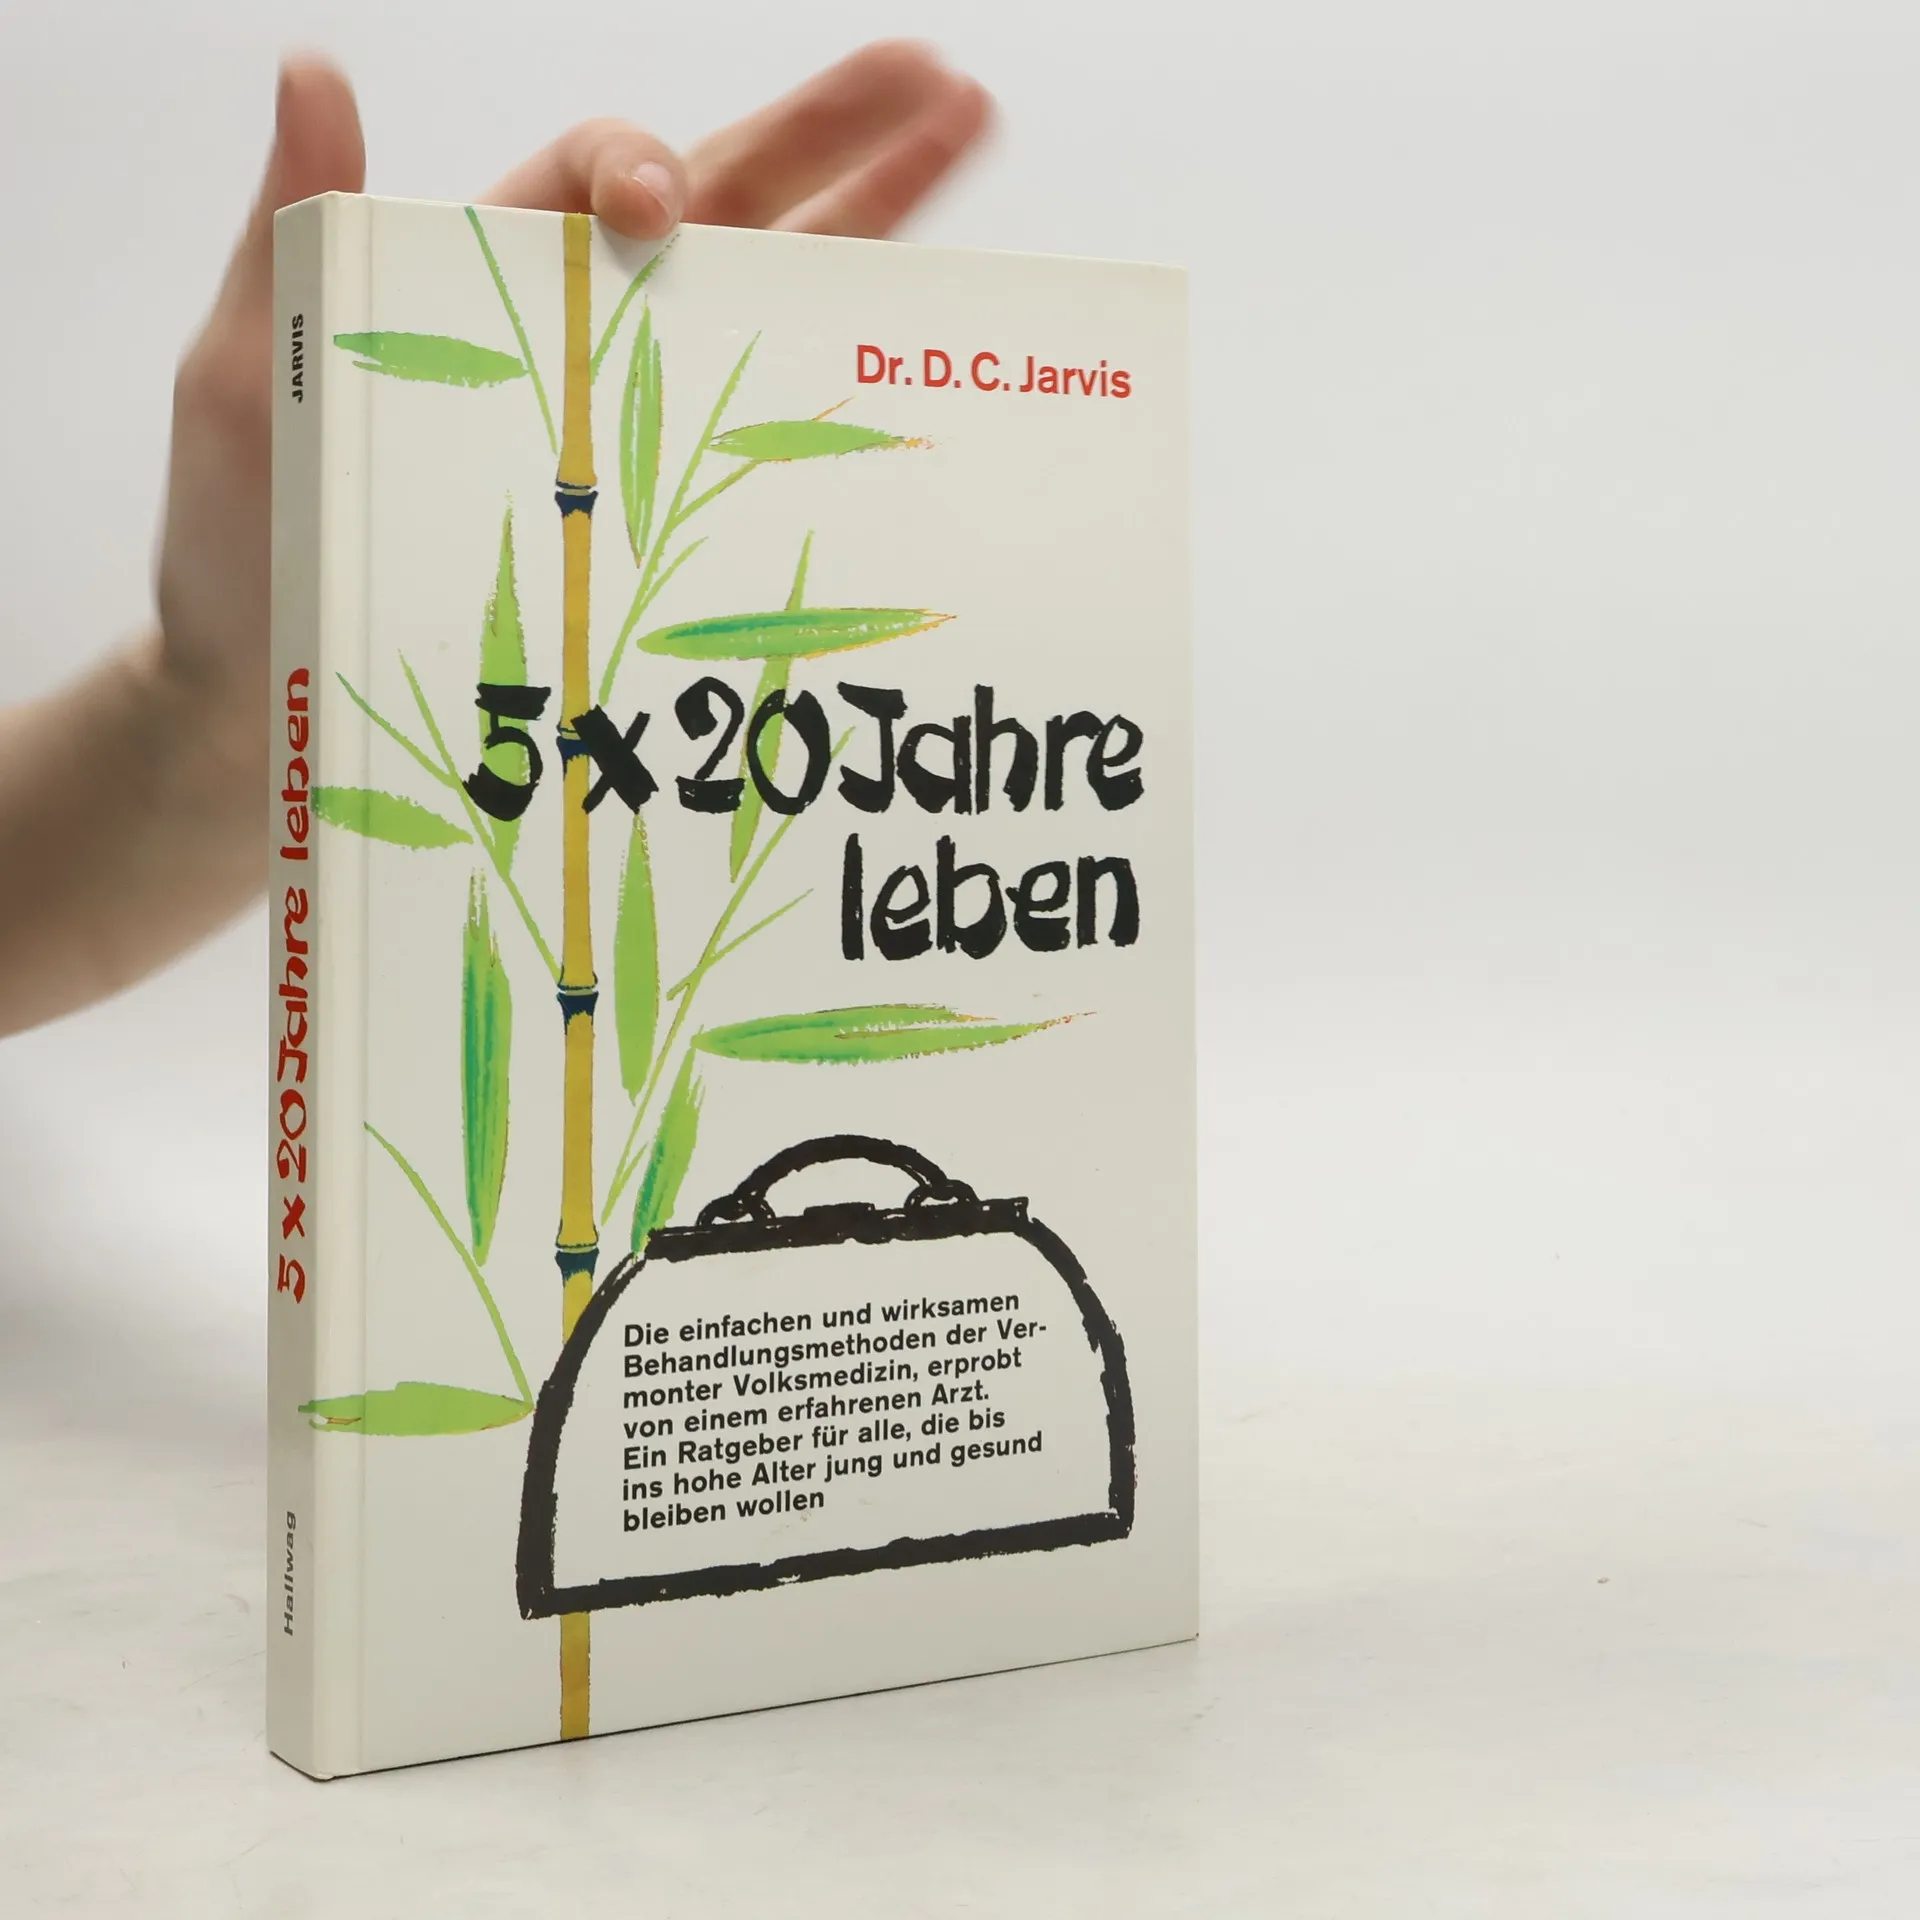 Dr. D. C. Jarvis
5 x 20 Jahre
leben
Die einfachen und wirksamen
Behandlungsmethoden der Ver-
monter Volksmedizin, erprobt
von einem erfahrenen Arzt.
Ein Ratgeber für alle, die bis
ins hohe Alter jung und gesund
bleiben wollen
JARVIS
5 x 20 Jahre leben
Hallwag